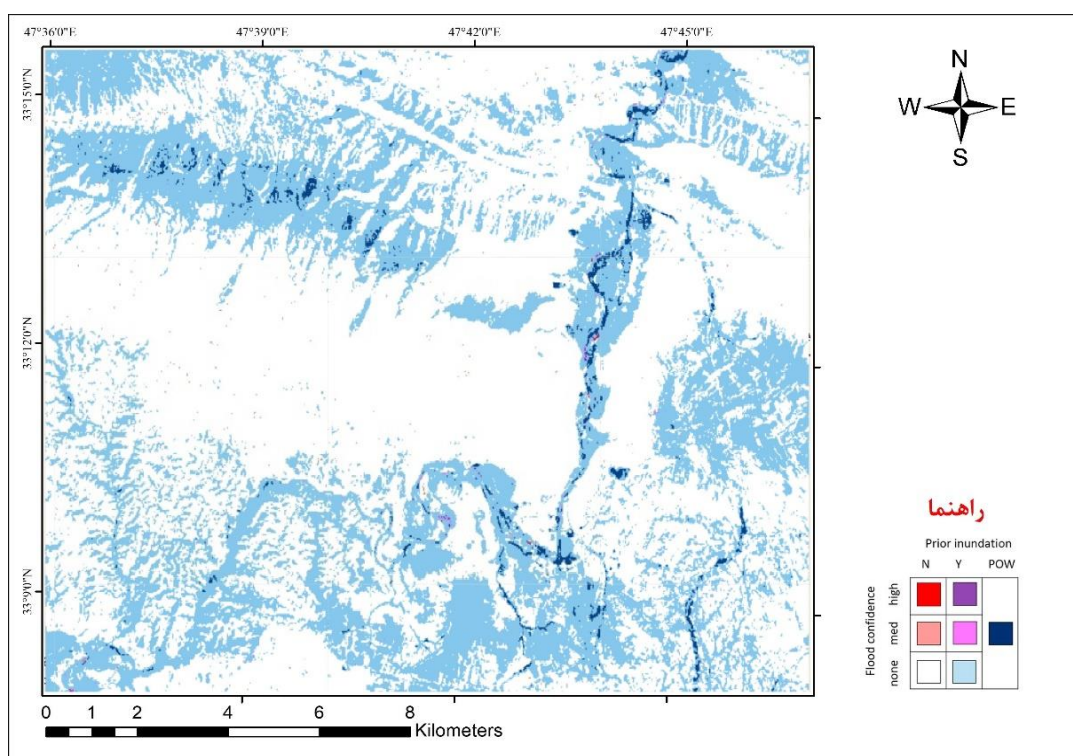 47°36'0"E 47°39'0"E 47°42'0"E 47°45'0"E
33°15'0"N
33°12'0"N
33°9'0"N
N
W E
S
راهنما
Prior inundation
N Y POW
Flood confidence
high
med
none
0 1 2 4 6 8
Kilometers